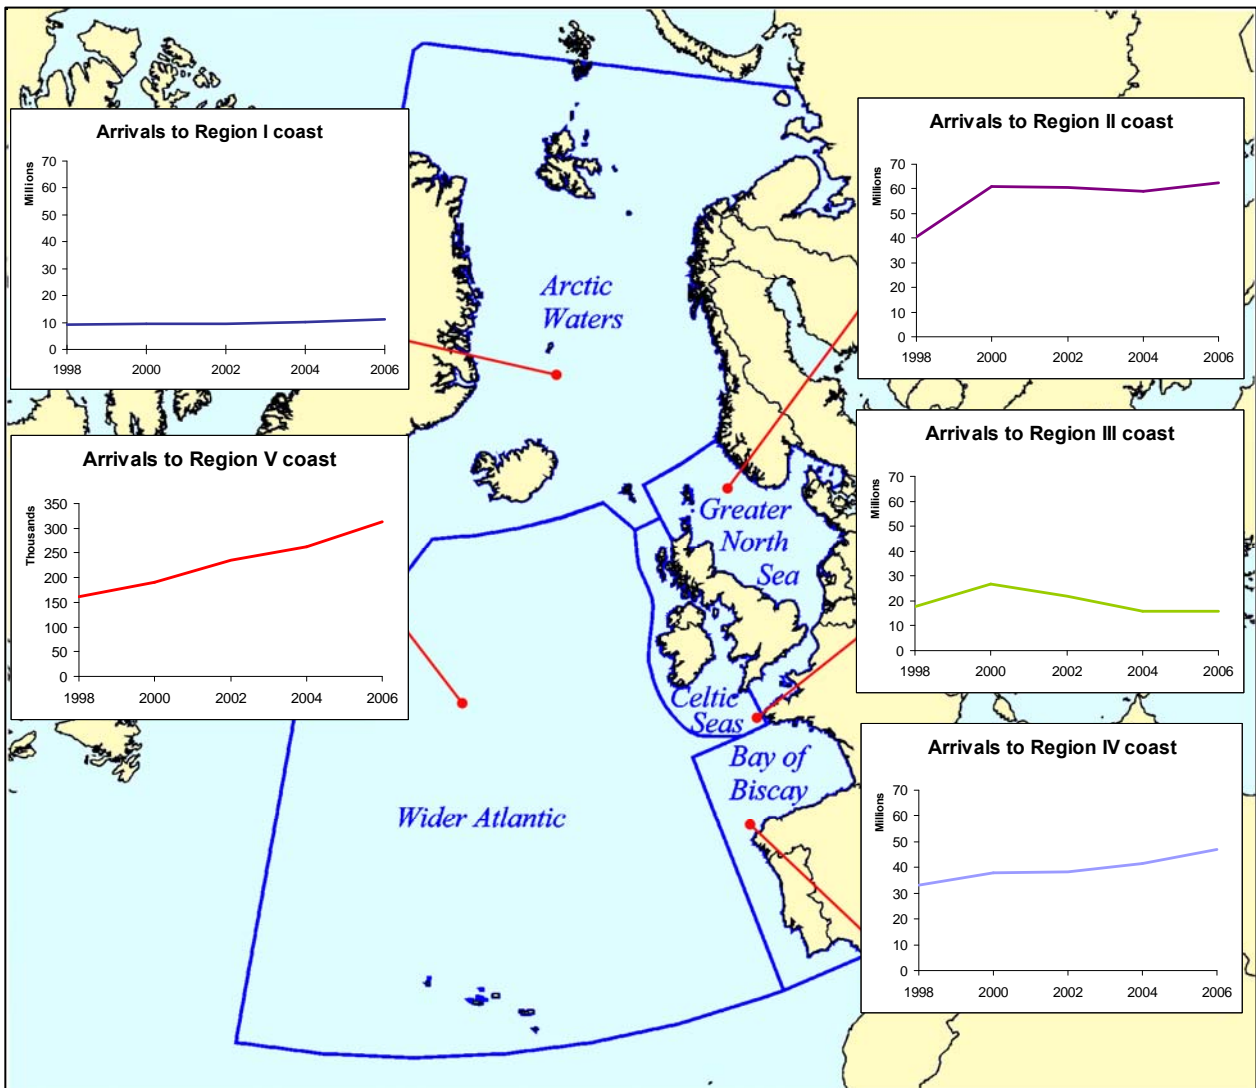 Arrivals to Region I coast
Millions
70
60
50
40
30
20
10
0
1998 2000 2002 2004 2006
Arrivals to Region II coast
Millions
70
60
50
40
30
20
10
0
1998 2000 2002 2004 2006
Arctic
Waters
Arrivals to Region V coast
Thousands
350
300
250
200
150
100
50
0
1998 2000 2002 2004 2006
Arrivals to Region III coast
Millions
70
60
50
40
30
20
10
0
1998 2000 2002 2004 2006
Greater
North
Sea
Celtic
Seas
Bay of
Biscay
Wider Atlantic
Arrivals to Region IV coast
Millions
70
60
50
40
30
20
10
0
1998 2000 2002 2004 2006